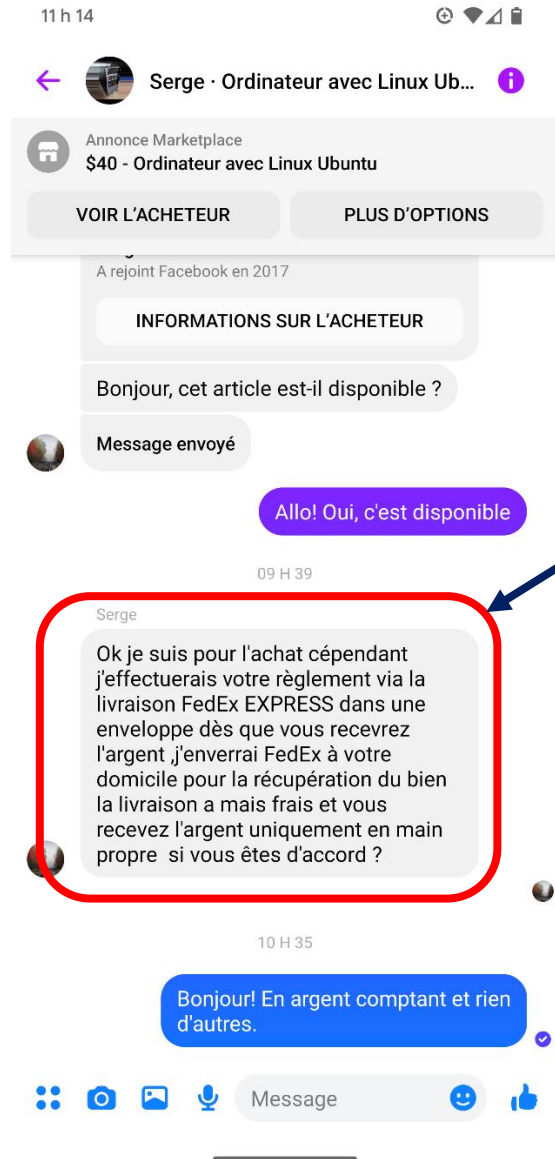 11 h 14
Serge · Ordinateur avec Linux Ub...
Annonce Marketplace
$40 - Ordinateur avec Linux Ubuntu
VOIR L'ACHETEUR
PLUS D'OPTIONS
A rejoint Facebook en 2017
INFORMATIONS SUR L'ACHETEUR
Bonjour, cet article est-il disponible ?
Message envoyé
Allo! Oui, c'est disponible
09 H 39
Serge
Ok je suis pour l'achat cépendant
j'effectuerais votre règlement via la
livraison FedEx EXPRESS dans une
enveloppe dès que vous recevrez
l'argent ,j'enverrai FedEx à votre
domicile pour la récupération du bien
la livraison a mais frais et vous
recevez l'argent uniquement en main
propre  si vous êtes d'accord ?
10 H 35
Bonjour! En argent comptant et rien
d'autres.
Message